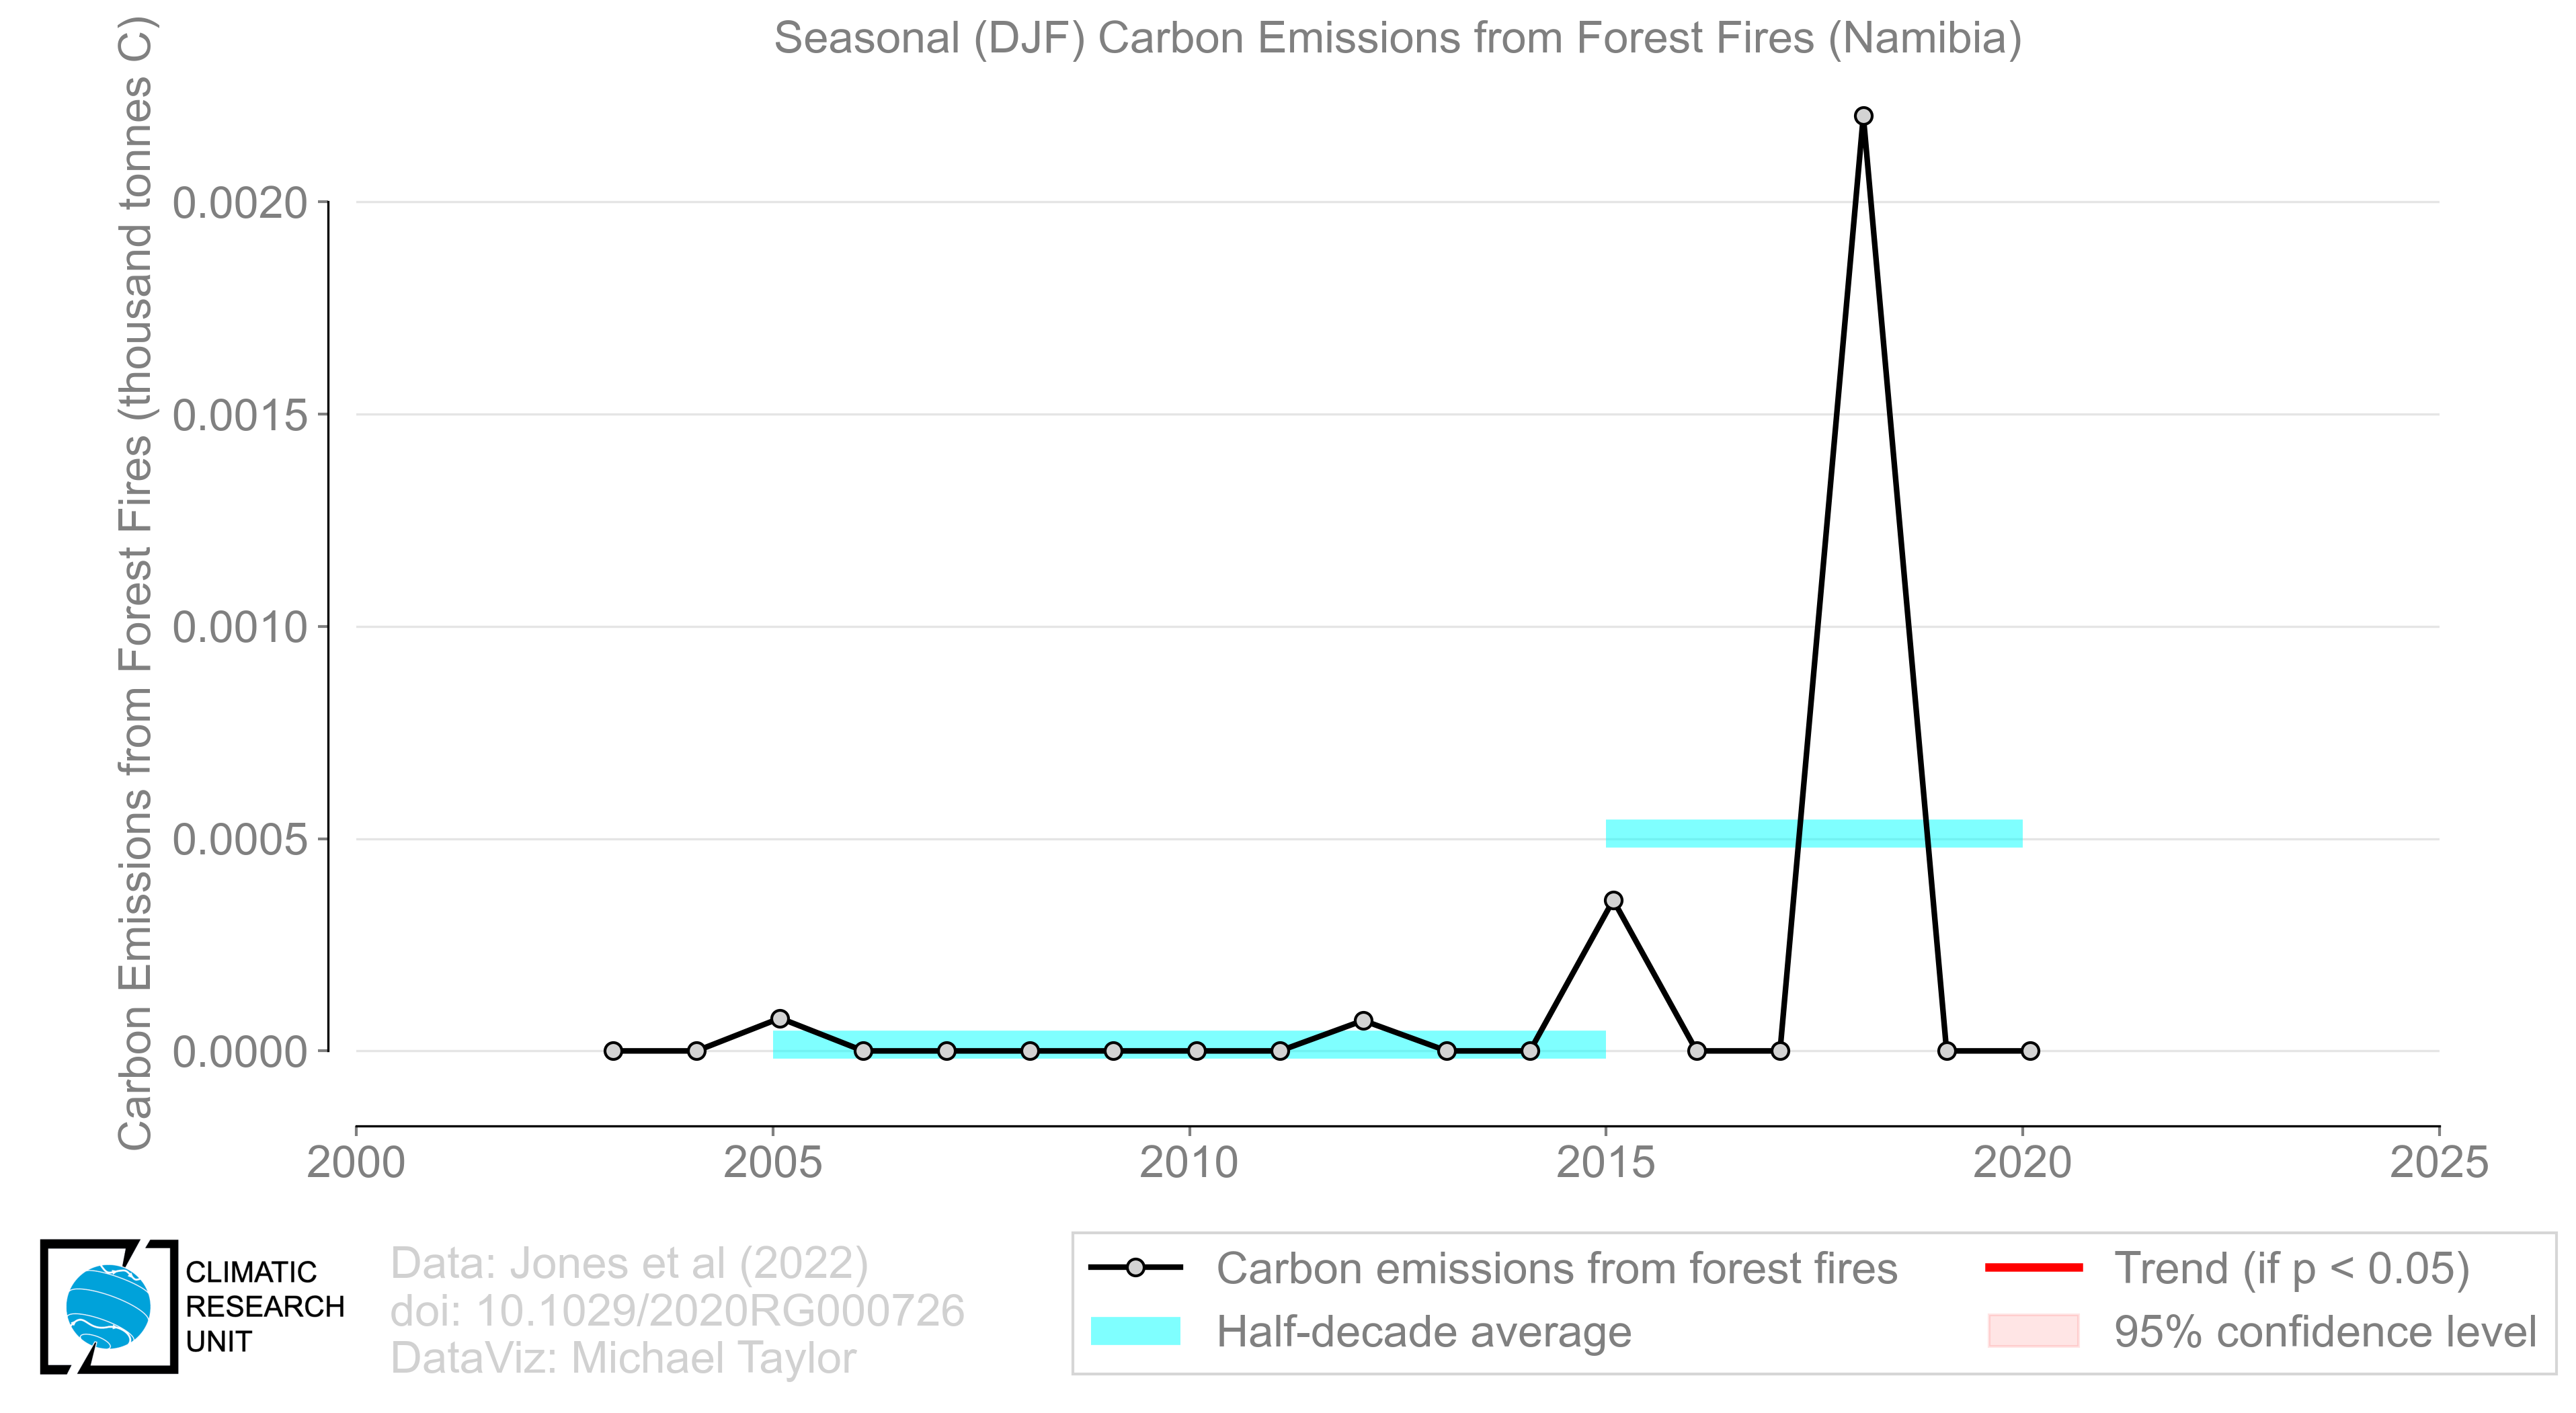 Seasonal (DJF) Carbon Emissions from Forest Fires (Namibia)
Carbon Emissions from Forest Fires (thousand tonnes C)
0.0020
0.0015
0.0010
0.0005
0.0000
2000 2005 2010 2015 2020 2025
CLIMATIC
RESEARCH
UNIT
Data: Jones et al (2022)
doi: 10.1029/2020RG000726
DataViz: Michael Taylor
Carbon emissions from forest fires
Half-decade average
Trend (if p < 0.05)
95% confidence level